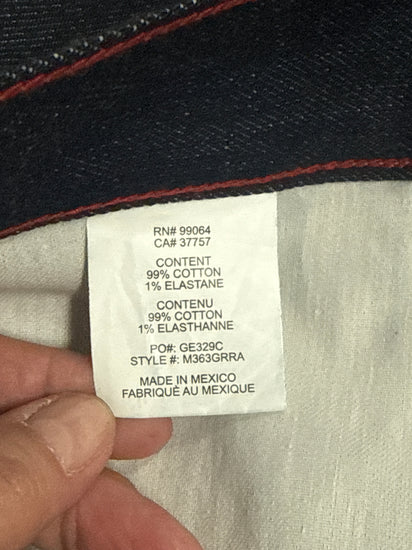 RN# 99064
CA# 37757
CONTENT
99% COTTON
1% ELASTANE
CONTENU
99% COTTON
1% ELASTHANNE
PO#: GE329C
STYLE #: M363GRRA
MADE IN MEXICO
FABRIQUÉ AU MEXIQUE